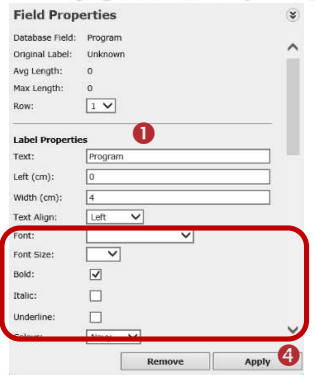 Field Properties
Database Field: Program
Original Label: Unknown
Avg Length: 0
Max Length: 0
Row: 1
1
Label Properties
Text: Program
Left (cm): 0
Width (cm): 4
Text Align: Left
Font:
Font Size:
Bold:
Italic:
Underline:
Colour: Navy
Remove Apply 4